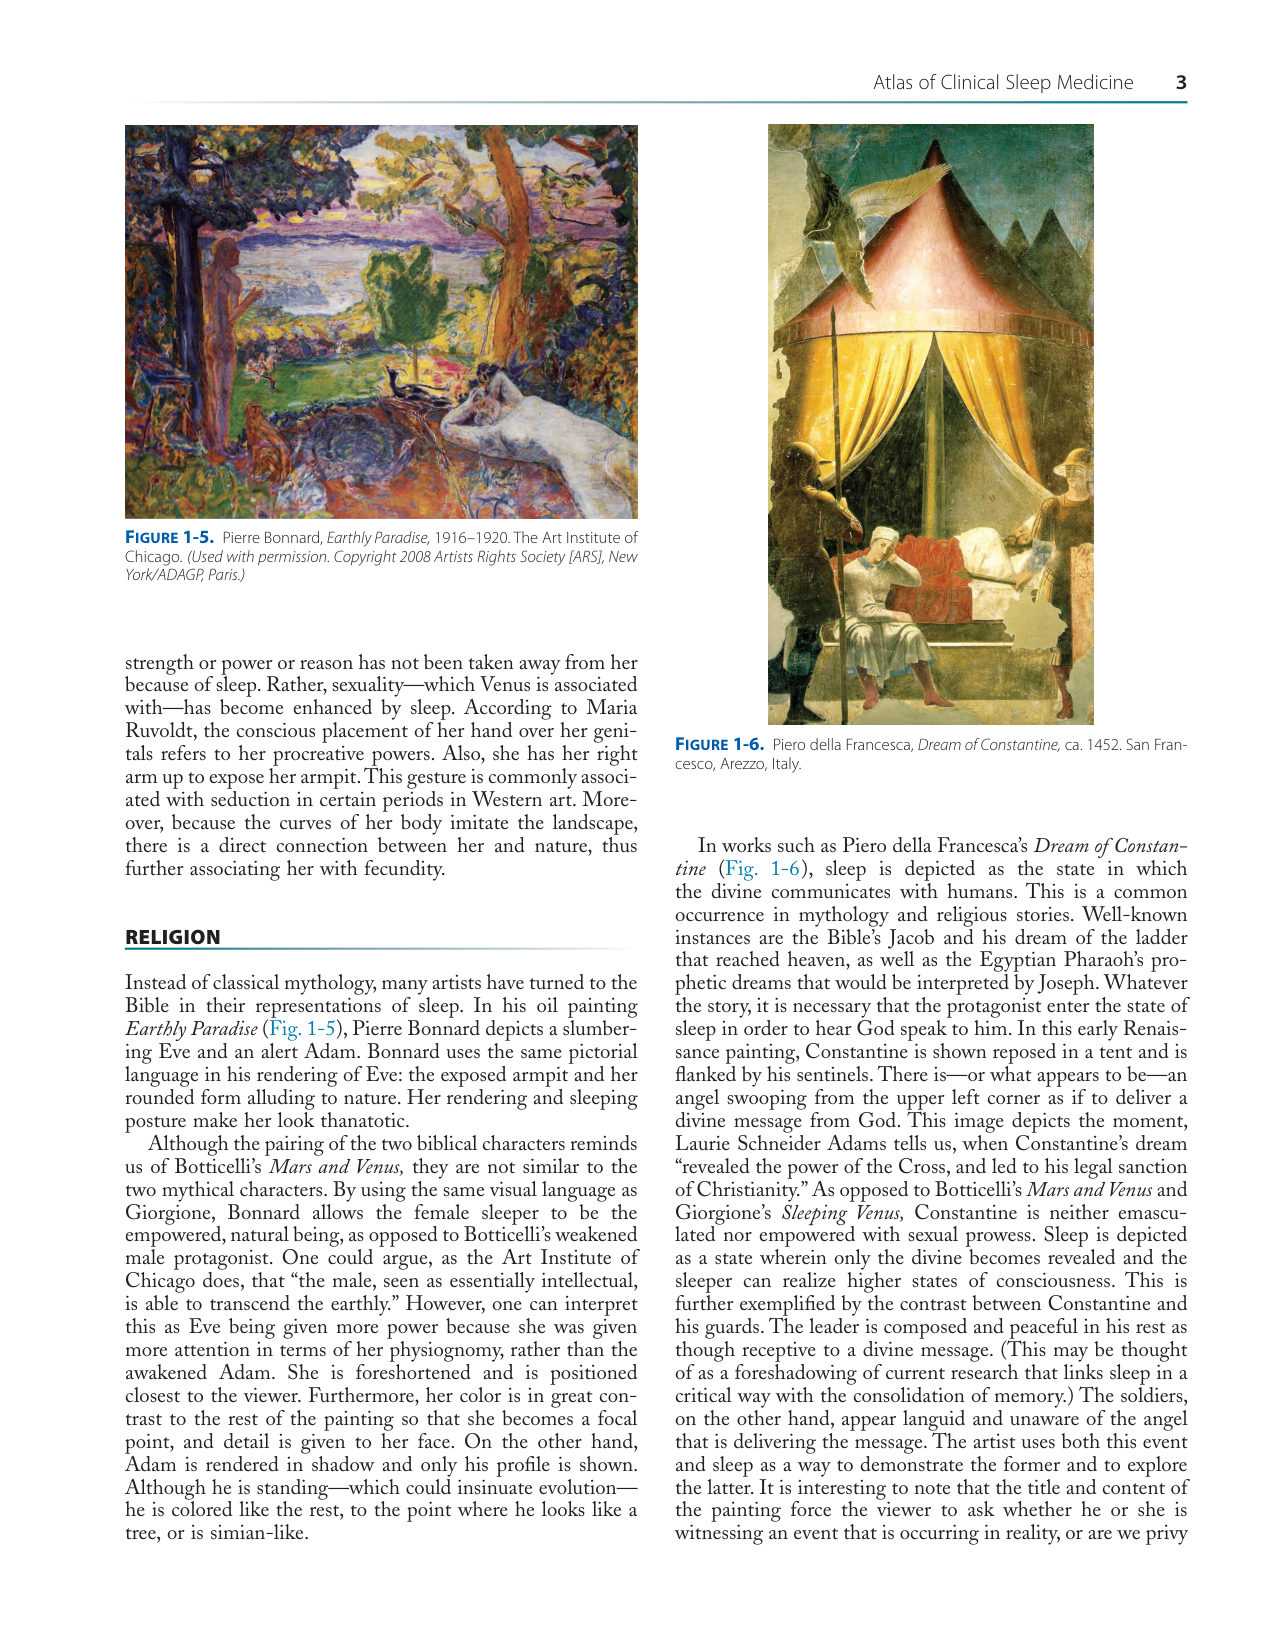 Atlas of Clinical Sleep Medicine 3
FIGURE 1-5. Pierre Bonnard, Earthly Paradise, 1916–1920. The Art Institute of
Chicago. (Used with permission. Copyright 2008 Artists Rights Society [ARS], New
York/ADAGP, Paris.)
strength or power or reason has not been taken away from her
because of sleep. Rather, sexuality—which Venus is associated
with—has become enhanced by sleep. According to Maria
Ruvoldt, the conscious placement of her hand over her geni-
tals refers to her procreative powers. Also, she has her right
arm up to expose her armpit. This gesture is commonly associ-
ated with seduction in certain periods in Western art. More-
over, because the curves of her body imitate the landscape,
there is a direct connection between her and nature, thus
further associating her with fecundity.
RELIGION
Instead of classical mythology, many artists have turned to the
Bible in their representations of sleep. In his oil painting
Earthly Paradise (Fig. 1-5), Pierre Bonnard depicts a slumber-
ing Eve and an alert Adam. Bonnard uses the same pictorial
language in his rendering of Eve: the exposed armpit and her
rounded form alluding to nature. Her rendering and sleeping
posture make her look thanatotic.
Although the pairing of the two biblical characters reminds
us of Botticelli’s Mars and Venus, they are not similar to the
two mythical characters. By using the same visual language as
Giorgione, Bonnard allows the female sleeper to be the
empowered, natural being, as opposed to Botticelli’s weakened
male protagonist. One could argue, as the Art Institute of
Chicago does, that “the male, seen as essentially intellectual,
is able to transcend the earthly.” However, one can interpret
this as Eve being given more power because she was given
more attention in terms of her physiognomy, rather than the
awakened Adam. She is foreshortened and is positioned
closest to the viewer. Furthermore, her color is in great con-
trast to the rest of the painting so that she becomes a focal
point, and detail is given to her face. On the other hand,
Adam is rendered in shadow and only his profile is shown.
Although he is standing—which could insinuate evolution—
he is colored like the rest, to the point where he looks like a
tree, or is simian-like.
FIGURE 1-6. Piero della Francesca, Dream of Constantine, ca. 1452. San Fran-
cesco, Arezzo, Italy.
In works such as Piero della Francesca’s Dream of Constan-
tine (Fig. 1-6), sleep is depicted as the state in which
the divine communicates with humans. This is a common
occurrence in mythology and religious stories. Well-known
instances are the Bible’s Jacob and his dream of the ladder
that reached heaven, as well as the Egyptian Pharaoh’s pro-
phetic dreams that would be interpreted by Joseph. Whatever
the story, it is necessary that the protagonist enter the state of
sleep in order to hear God speak to him. In this early Renais-
sance painting, Constantine is shown reposed in a tent and is
flanked by his sentinels. There is—or what appears to be—an
angel swooping from the upper left corner as if to deliver a
divine message from God. This image depicts the moment,
Laurie Schneider Adams tells us, when Constantine’s dream
“revealed the power of the Cross, and led to his legal sanction
of Christianity.” As opposed to Botticelli’s Mars and Venus and
Giorgione’s Sleeping Venus, Constantine is neither emascu-
lated nor empowered with sexual prowess. Sleep is depicted
as a state wherein only the divine becomes revealed and the
sleeper can realize higher states of consciousness. This is
further exemplified by the contrast between Constantine and
his guards. The leader is composed and peaceful in his rest as
though receptive to a divine message. (This may be thought
of as a foreshadowing of current research that links sleep in a
critical way with the consolidation of memory.) The soldiers,
on the other hand, appear languid and unaware of the angel
that is delivering the message. The artist uses both this event
and sleep as a way to demonstrate the former and to explore
the latter. It is interesting to note that the title and content of
the painting force the viewer to ask whether he or she is
witnessing an event that is occurring in reality, or are we privy